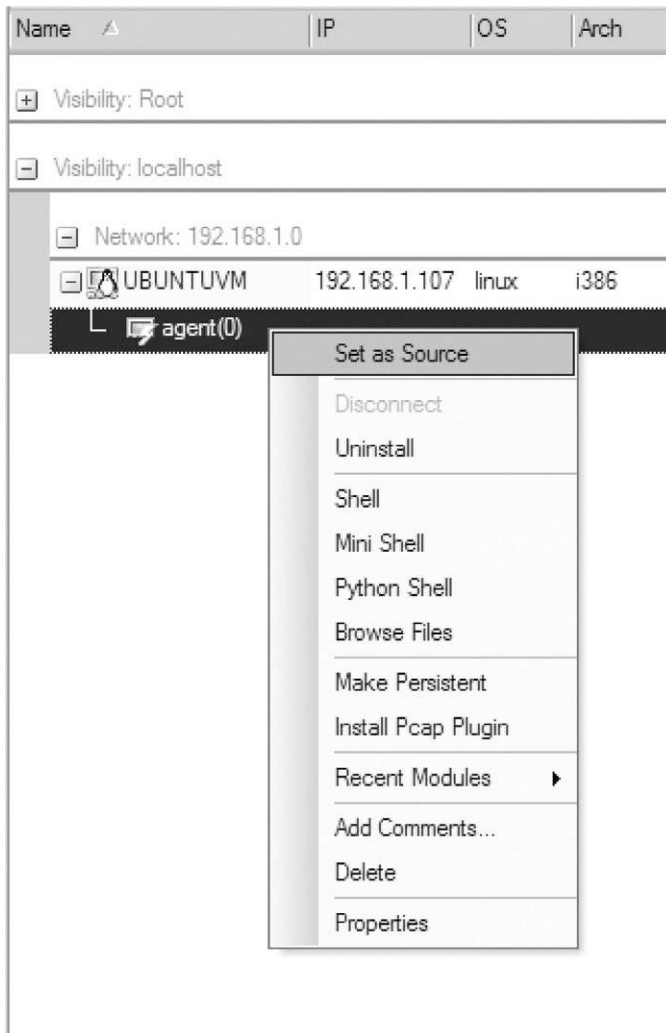 Name IP OS Arch
Visibility: Root
Visibility: localhost
Network: 192.168.1.0
UBUNTUVM 192.168.1.107 linux i386
agent(0)
Set as Source
Disconnect
Uninstall
Shell
Mini Shell
Python Shell
Browse Files
Make Persistent
Install Pcap Plugin
Recent Modules
Add Comments...
Delete
Properties